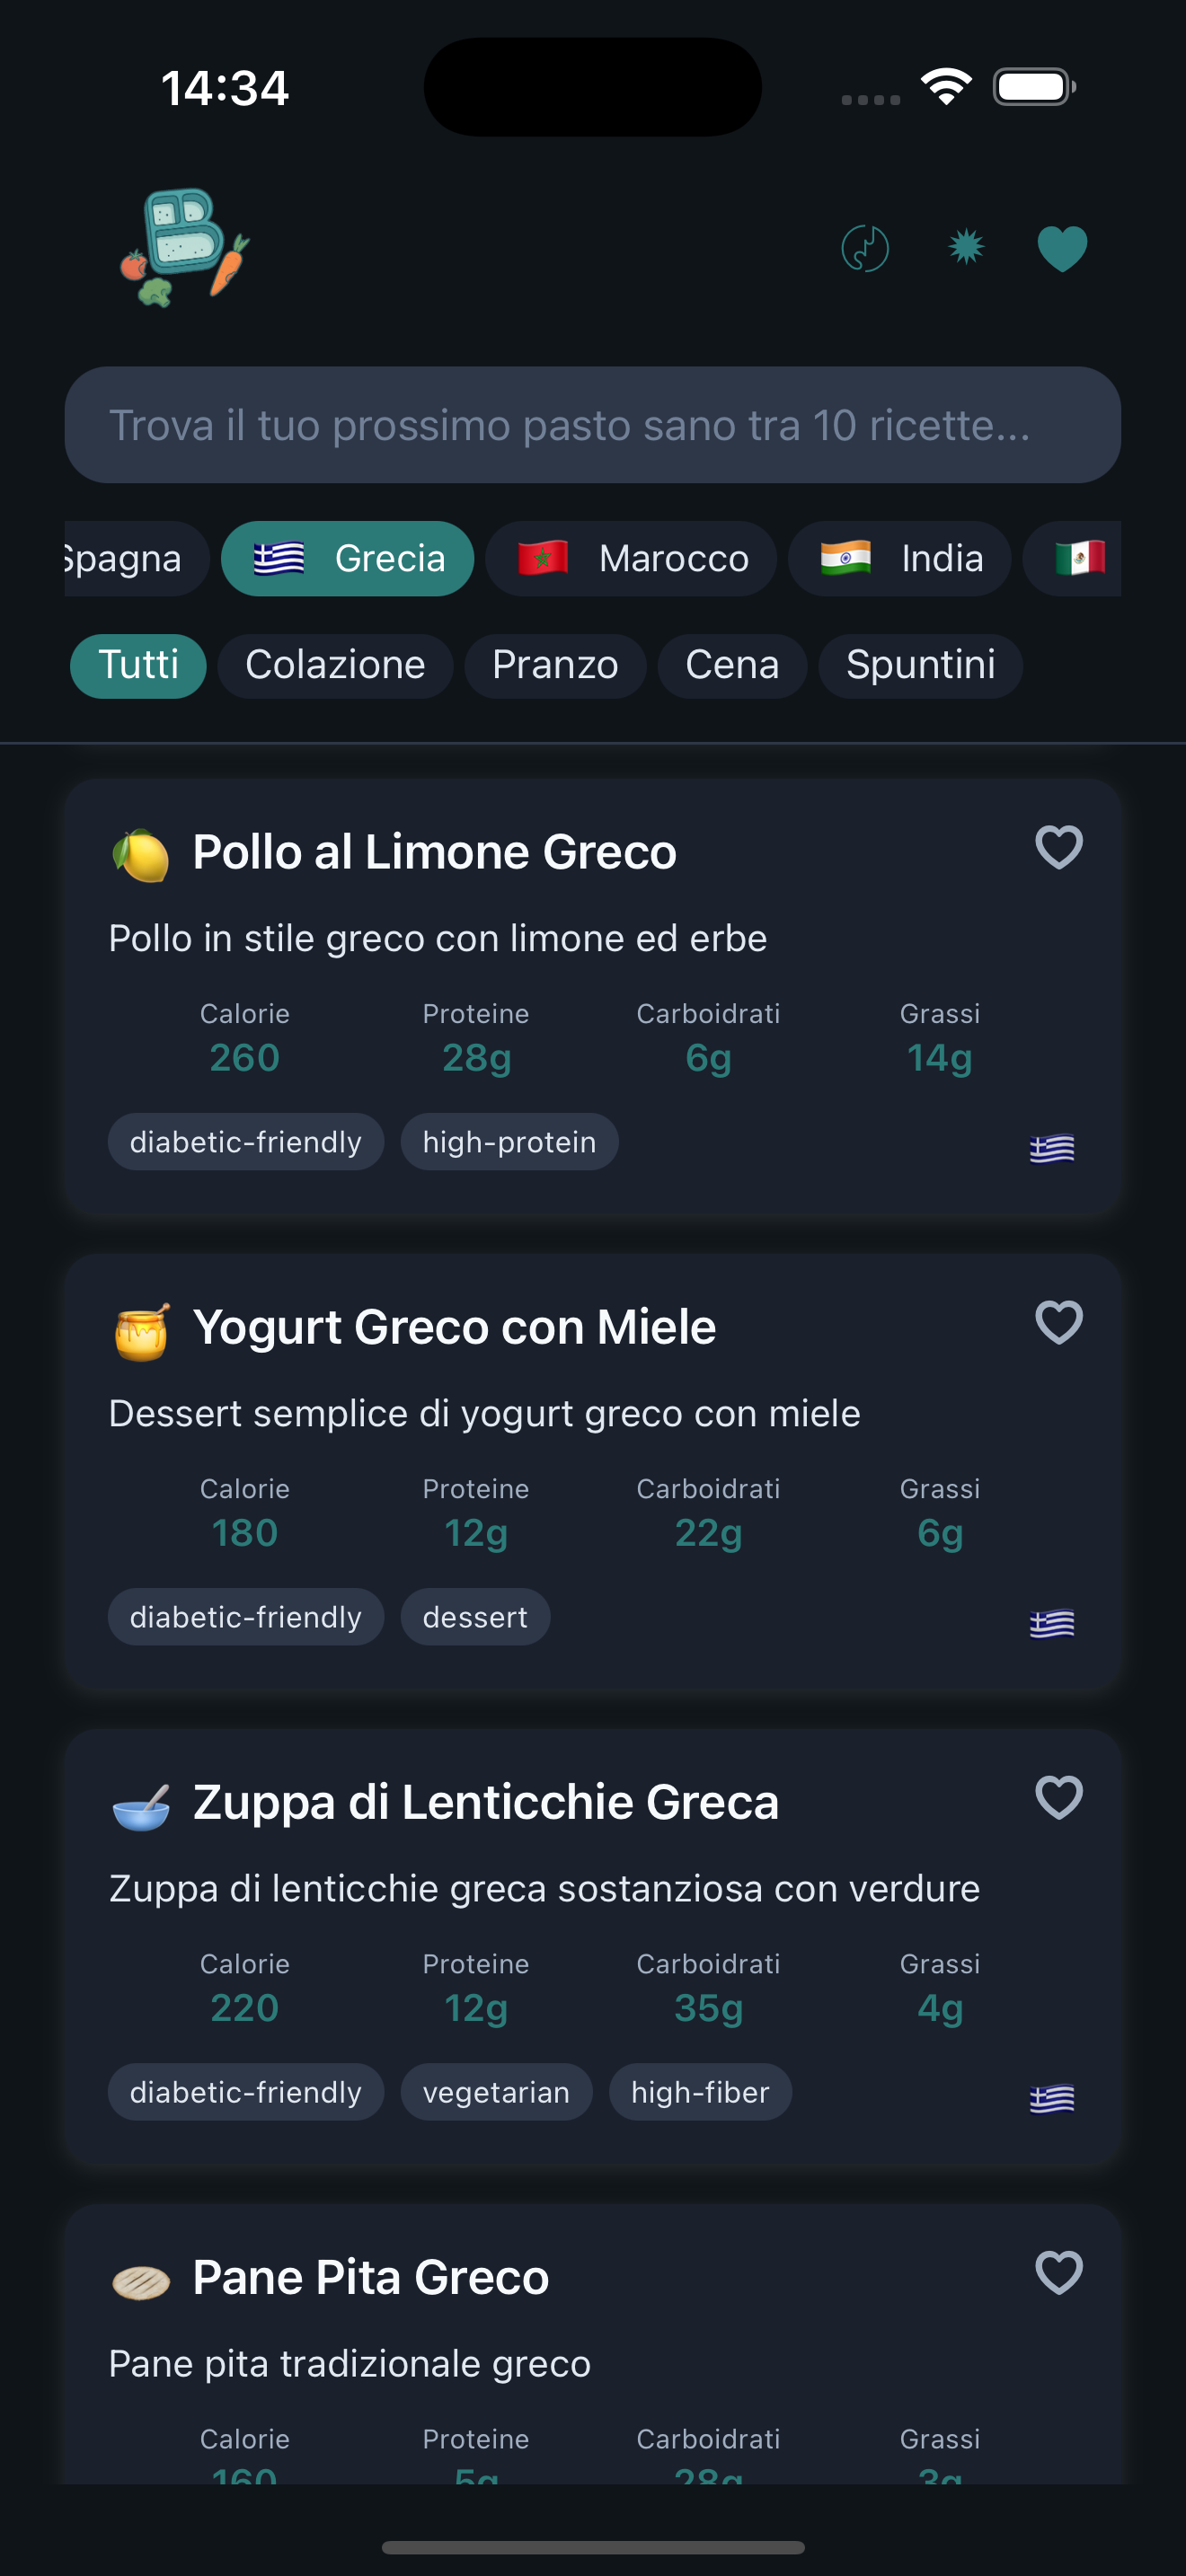 14:34
B
Trova il tuo prossimo pasto sano tra 10 ricette...
Spagna Grecia Marocco India
Tutti Colazione Pranzo Cena Spuntini
Pollo al Limone Greco
Pollo in stile greco con limone ed erbe
Calorie Proteine Carboidrati Grassi
260 28g 6g 14g
diabetic-friendly high-protein
Yogurt Greco con Miele
Dessert semplice di yogurt greco con miele
Calorie Proteine Carboidrati Grassi
180 12g 22g 6g
diabetic-friendly dessert
Zuppa di Lenticchie Greca
Zuppa di lenticchie greca sostanziosa con verdure
Calorie Proteine Carboidrati Grassi
220 12g 35g 4g
diabetic-friendly vegetarian high-fiber
Pane Pita Greco
Pane pita tradizionale greco
Calorie Proteine Carboidrati Grassi
160 5g 28g 3g